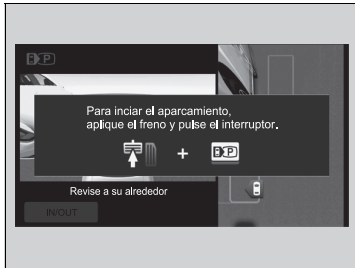 P
Para inciar el aparcamiento,
aplique el freno y pulse el interruptor.
+ P
Revise a su alrededor
IN/OUT